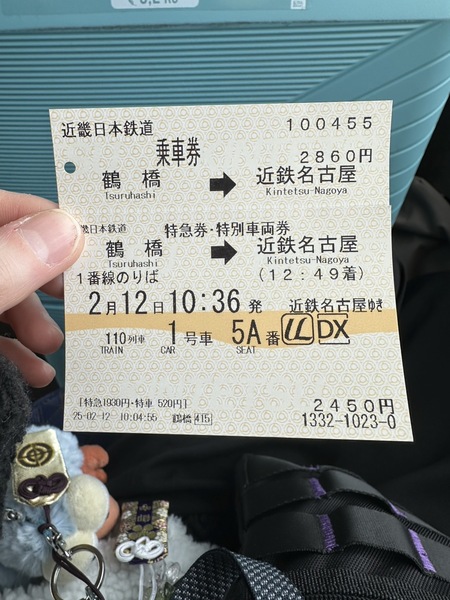 近畿日本鉄道 100455
乗車券 2860円
鶴橋 ➡ 近鉄名古屋
Tsuruhashi Kintetsu-Nagoya
日本鉄道 特急券・特別車両券
鶴橋 ➡ 近鉄名古屋
Tsuruhashi Kintetsu-Nagoya
1番線のりば (12:49着)
2月12日 10:36 発 近鉄名古屋ゆき
110列車 1号車 5A番 DX
TRAIN CAR SEAT
[特急1930円・特車 520円] 2450円
25-02-12 10:04:55 鶴橋 415 1332-1023-0